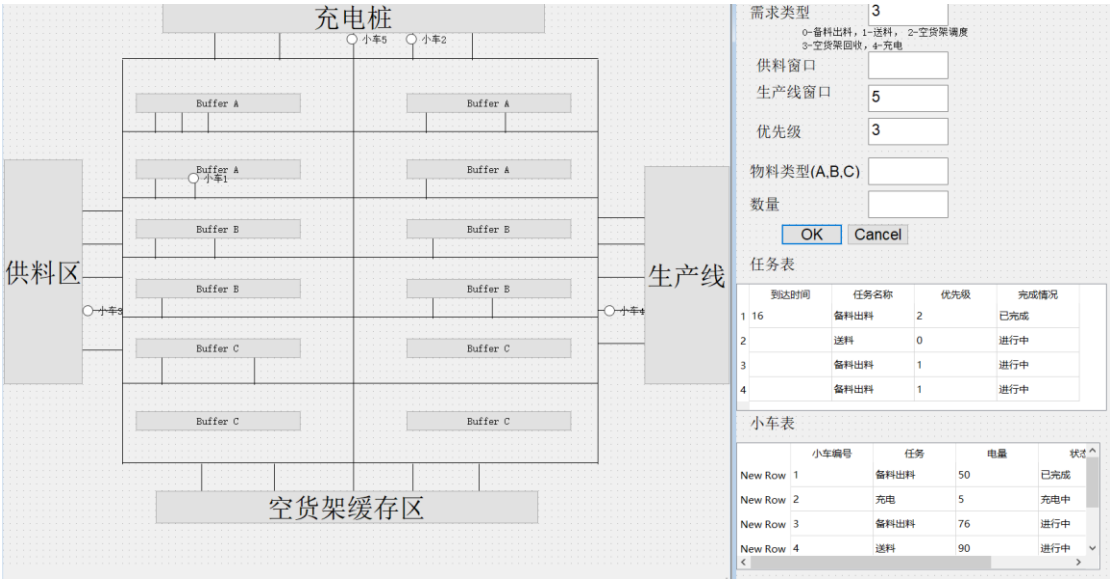 充电桩
小车5 小车2
Buffer A Buffer A
Buffer A Buffer A
小车1
Buffer B Buffer B
供料区 生产线
Buffer B Buffer B
小车3 小车4
Buffer C Buffer C
Buffer C Buffer C
空货架缓存区
需求类型 3
0-备料出料，1-送料， 2-空货架调度
3-空货架回收，4-充电
供料窗口
生产线窗口 5
优先级 3
物料类型(A,B,C)
数量
OK Cancel
任务表
到达时间 任务名称 优先级 完成情况
1 16 备料出料 2 已完成
2 送料 0 进行中
3 备料出料 1 进行中
4 备料出料 1 进行中
小车表
小车编号 任务 电量 状态
New Row 1 备料出料 50 已完成
New Row 2 充电 5 充电中
New Row 3 备料出料 76 进行中
New Row 4 送料 90 进行中